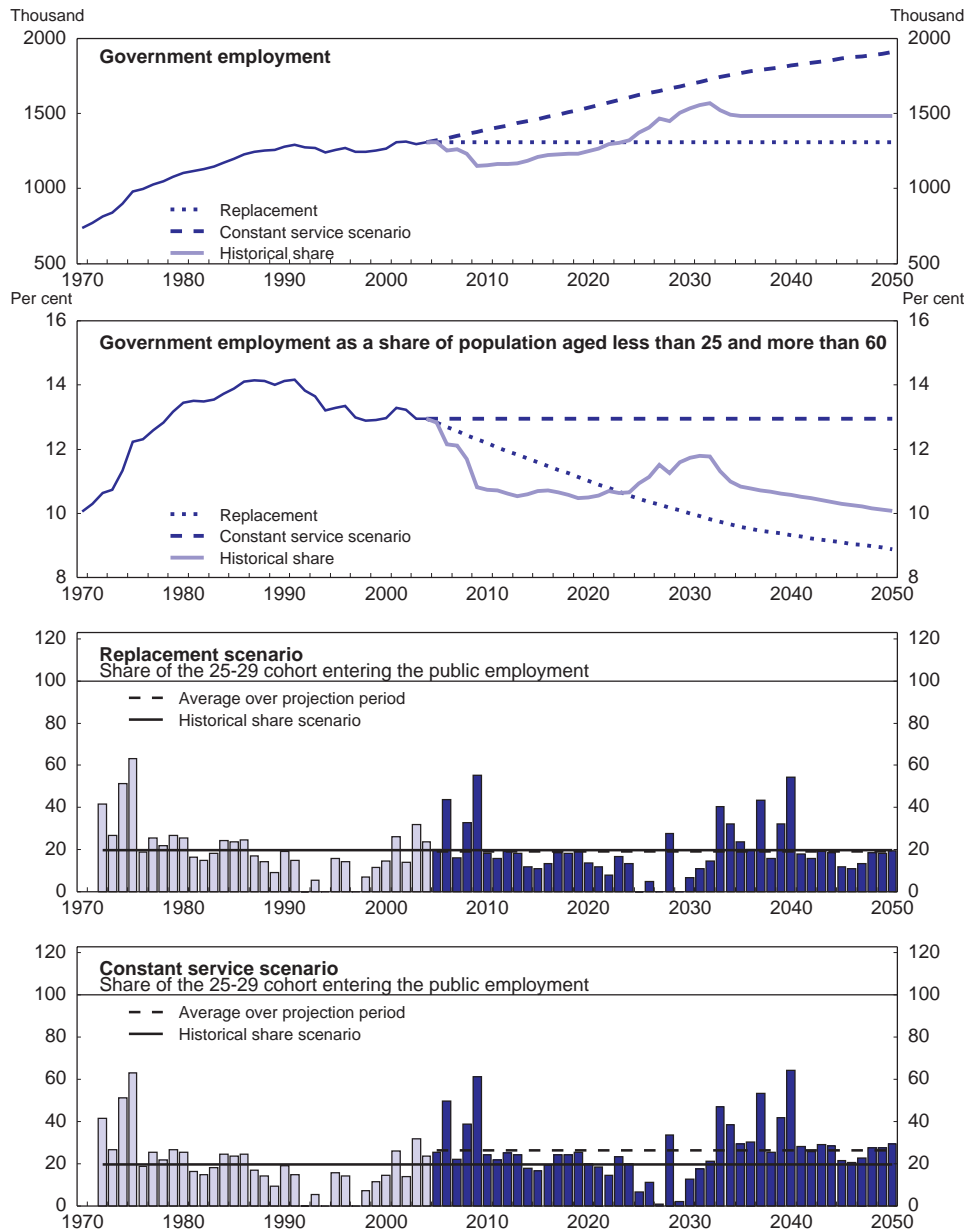 Thousand Thousand
2000 2000
Government employment
1500 1500
1000 1000
Replacement
Constant service scenario
Historical share
500 500
1970 1980 1990 2000 2010 2020 2030 2040 2050
Per cent Per cent
16 16
Government employment as a share of population aged less than 25 and more than 60
14 14
12 12
10 10
Replacement
Constant service scenario
Historical share
8 8
1970 1980 1990 2000 2010 2020 2030 2040 2050
120 120
Replacement scenario
Share of the 25-29 cohort entering the public employment
100 100
Average over projection period
Historical share scenario
80 80
60 60
40 40
20 20
0 0
1970 1980 1990 2000 2010 2020 2030 2040 2050
120 120
Constant service scenario
Share of the 25-29 cohort entering the public employment
100 100
Average over projection period
Historical share scenario
80 80
60 60
40 40
20 20
0 0
1970 1980 1990 2000 2010 2020 2030 2040 2050